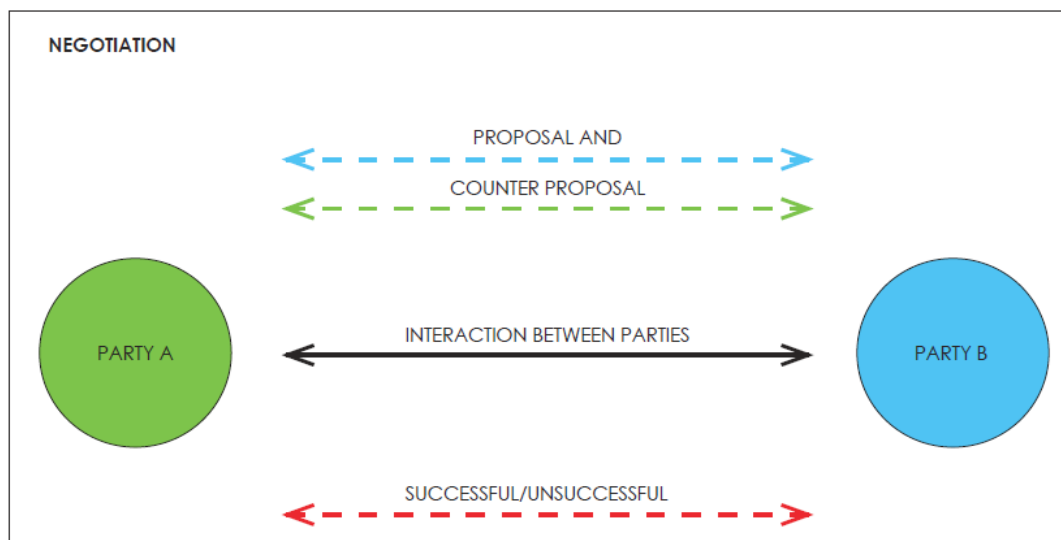 NEGOTIATION
PROPOSAL AND
COUNTER PROPOSAL
PARTY A
INTERACTION BETWEEN PARTIES
PARTY B
SUCCESSFUL/UNSUCCESSFUL